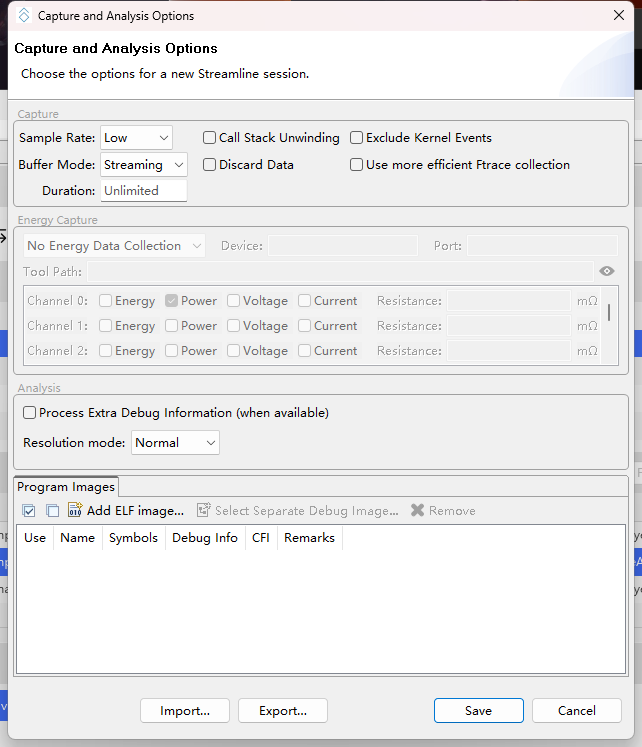 Capture and Analysis Options
Capture and Analysis Options
Choose the options for a new Streamline session.
Capture
Sample Rate: Low Call Stack Unwinding Exclude Kernel Events
Buffer Mode: Streaming Discard Data Use more efficient Ftrace collection
Duration: Unlimited
Energy Capture
No Energy Data Collection Device: Port:
Tool Path:
Channel 0: Energy Power Voltage Current Resistance: mΩ
Channel 1: Energy Power Voltage Current Resistance: mΩ
Channel 2: Energy Power Voltage Current Resistance: mΩ
Analysis
Process Extra Debug Information (when available)
Resolution mode: Normal
Program Images
Add ELF image... Select Separate Debug Image... Remove
Use Name Symbols Debug Info CFI Remarks
Import... Export... Save Cancel